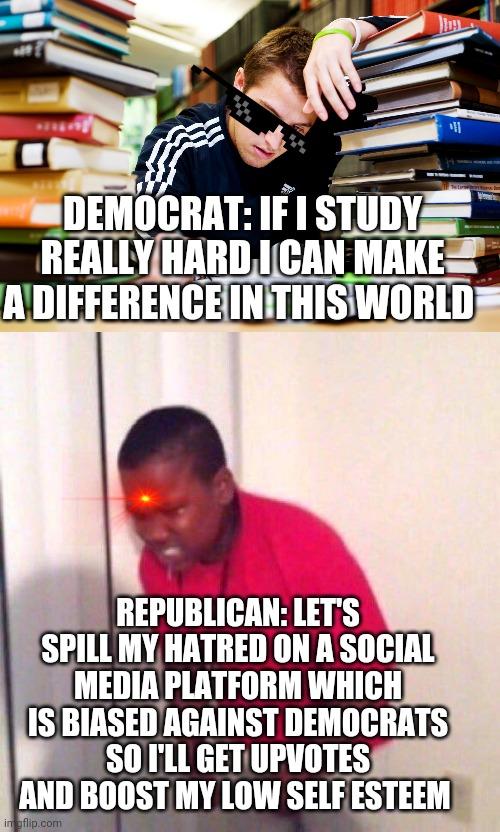 DEMOCRAT: IF I STUDY
REALLY HARD I CAN MAKE
A DIFFERENCE IN THIS WORLD
REPUBLICAN: LET'S
SPILL MY HATRED ON A SOCIAL
MEDIA PLATFORM WHICH
IS BIASED AGAINST DEMOCRATS
SO I'LL GET UPVOTES
AND BOOST MY LOW SELF ESTEEM
imgflip.com